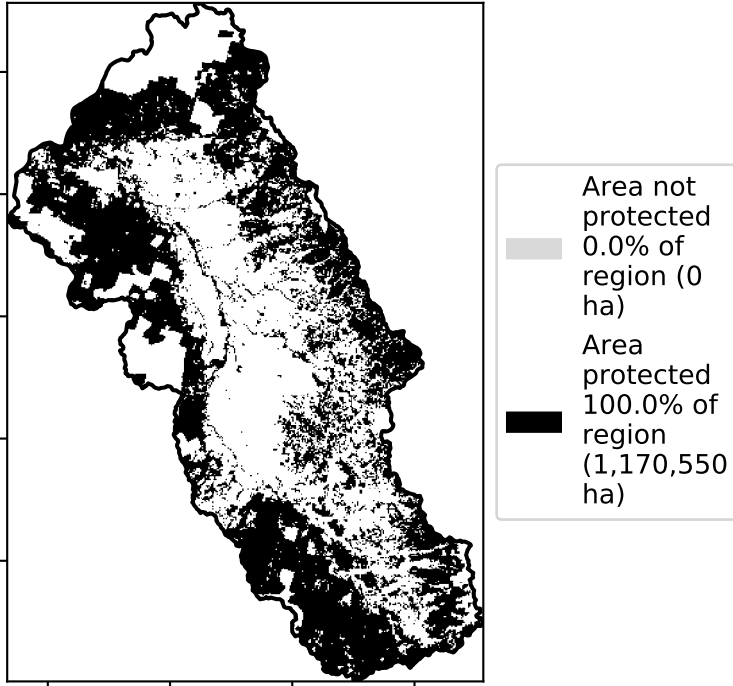 Area not
protected
0.0% of
region (0
ha)
Area
protected
100.0% of
region
(1,170,550
ha)